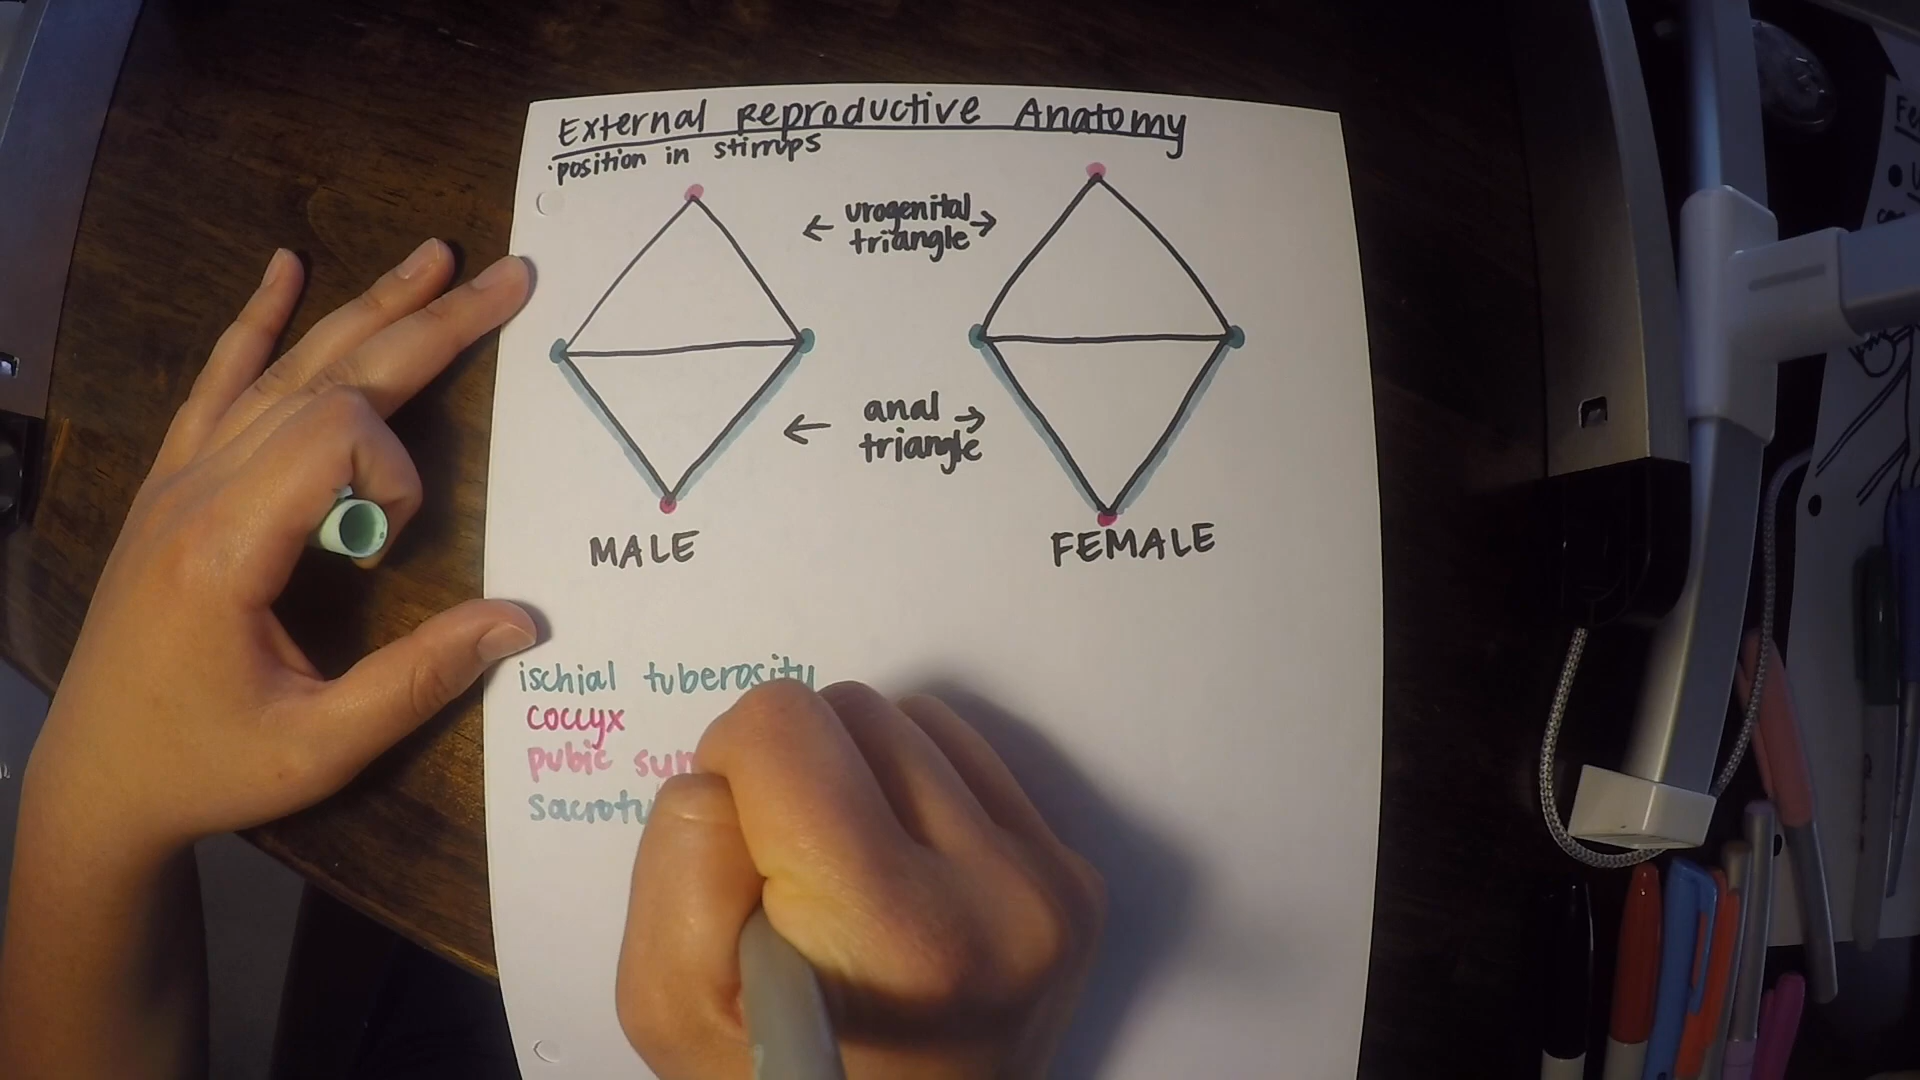 External Reproductive Anatomy
•position in stirrups
← urogenital →
triangle
← anal →
triangle
MALE
FEMALE
ischial tuberosity
coccyx
pubic